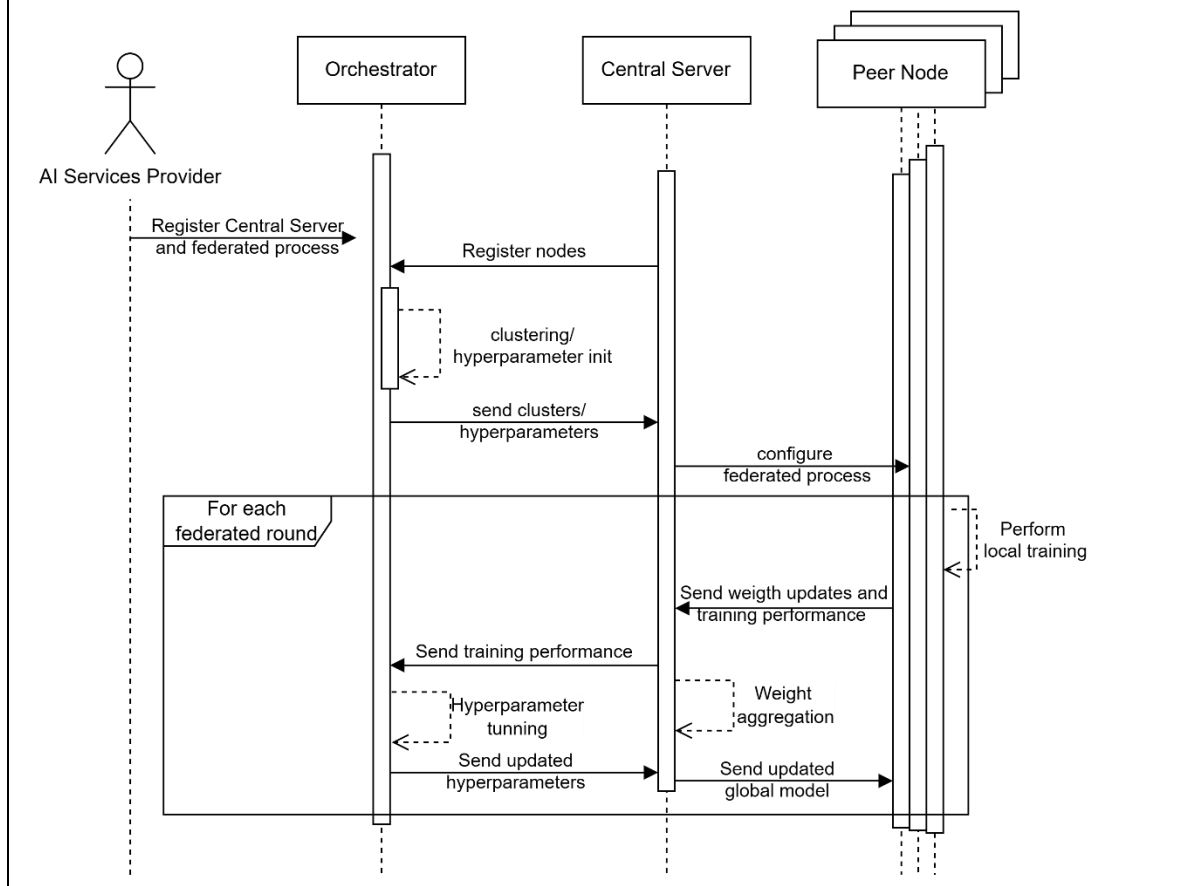 Orchestrator
Central Server
Peer Node
AI Services Provider
Register Central Server
and federated process
Register nodes
clustering/
hyperparameter init
send clusters/
hyperparameters
configure
federated process
For each
federated round
Perform
local training
Send weigth updates and
training performance
Send training performance
Weight
aggregation
Hyperparameter
tunning
Send updated
hyperparameters
Send updated
global model